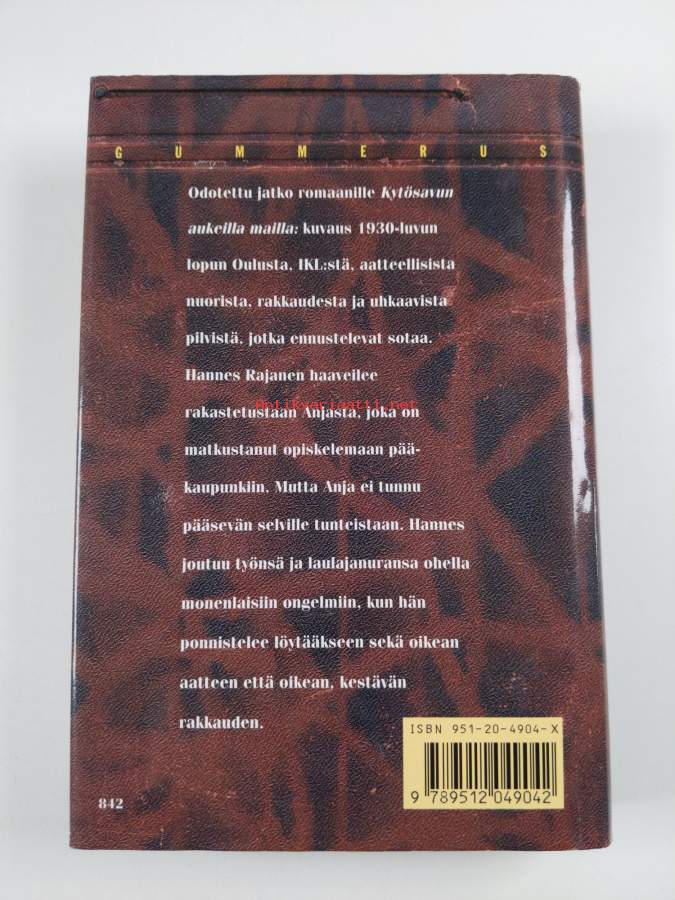 GUMMERUS
Odotettu jatko romaanille Kytösavun
aukeilla mailla: kuvaus 1930-luvun
lopun Oulusta, IKL:stä, aatteellisista
nuorista, rakkaudesta ja uhkaavista
pilvistä, jotka ennustelevat sotaa.
Hannes Rajanen haaveilee
Antikvariaatti.net
rakastetustaan Anjasta, joka on
matkustanut opiskelemaan pää-
kaupunkiin. Mutta Anja ei tunnu
pääsevän selville tunteistaan. Hannes
joutuu työnsä ja laulajanuransa ohella
monenlaisiin ongelmiin, kun hän
ponnistelee löytääkseen sekä oikean
aatteen että oikean, kestävän
rakkauden.
ISBN 951-20-4904-X
9 789512 049042
842